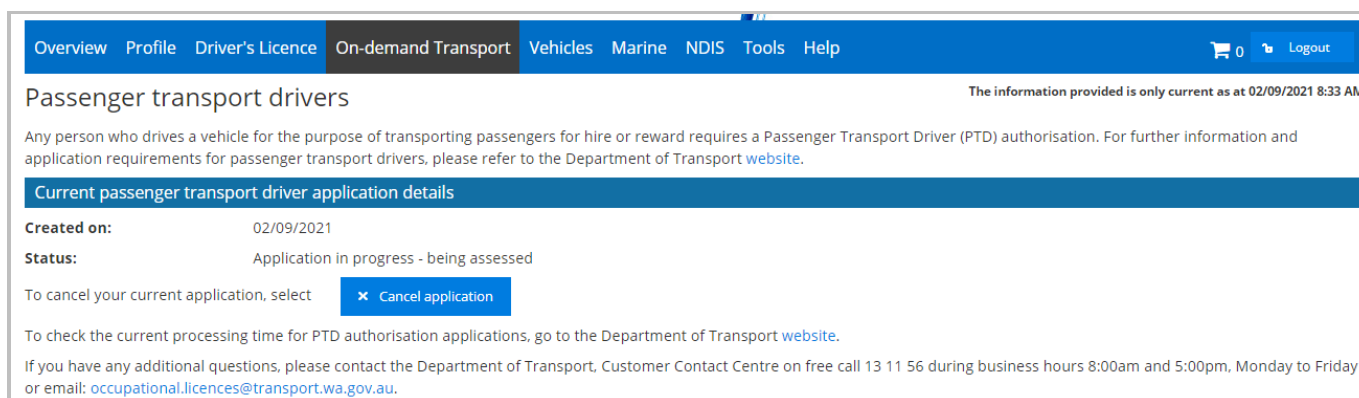 Overview Profile Driver's Licence On-demand Transport Vehicles Marine NDIS Tools Help 0 Logout
Passenger transport drivers
The information provided is only current as at 02/09/2021 8:33 AM
Any person who drives a vehicle for the purpose of transporting passengers for hire or reward requires a Passenger Transport Driver (PTD) authorisation. For further information and
application requirements for passenger transport drivers, please refer to the Department of Transport website.
Current passenger transport driver application details
Created on: 02/09/2021
Status: Application in progress - being assessed
To cancel your current application, select Cancel application
To check the current processing time for PTD authorisation applications, go to the Department of Transport website.
If you have any additional questions, please contact the Department of Transport, Customer Contact Centre on free call 13 11 56 during business hours 8:00am and 5:00pm, Monday to Friday
or email: occupational.licences@transport.wa.gov.au.